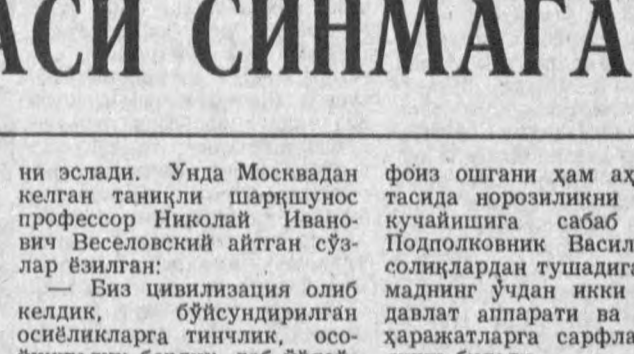 АСИ СИНМАГА
ни эслади. Унда Москвадан
келган таниқли шарқшунос
профессор Николай Ивано-
вич Веселовский айтган сўз-
лар ёзилган:
— Биз цивилизация олиб
келдик, бўйсундирилган
осиёликларга тинчлик, осо-
фоиз ошгани ҳам аҳ
тасида норозиликни
кучайишига сабаб
Подполковник Васил
солиқлардан тушадига
маднинг ўчдан икки
давлат аппарати ва
ҳаражатларга сарфла